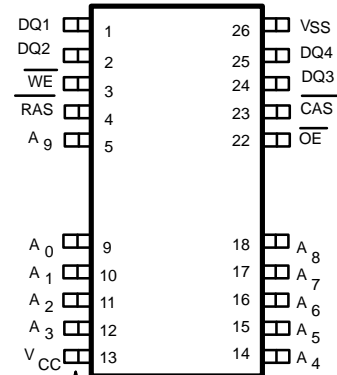 DQ1 1 26 VSS
DQ2 2 25 DQ4
WE 3 24 DQ3
RAS 4 23 CAS
A9 5 22 OE
A0 9 18 A8
A1 10 17 A7
A2 11 16 A6
A3 12 15 A5
VCC 13 14 A4